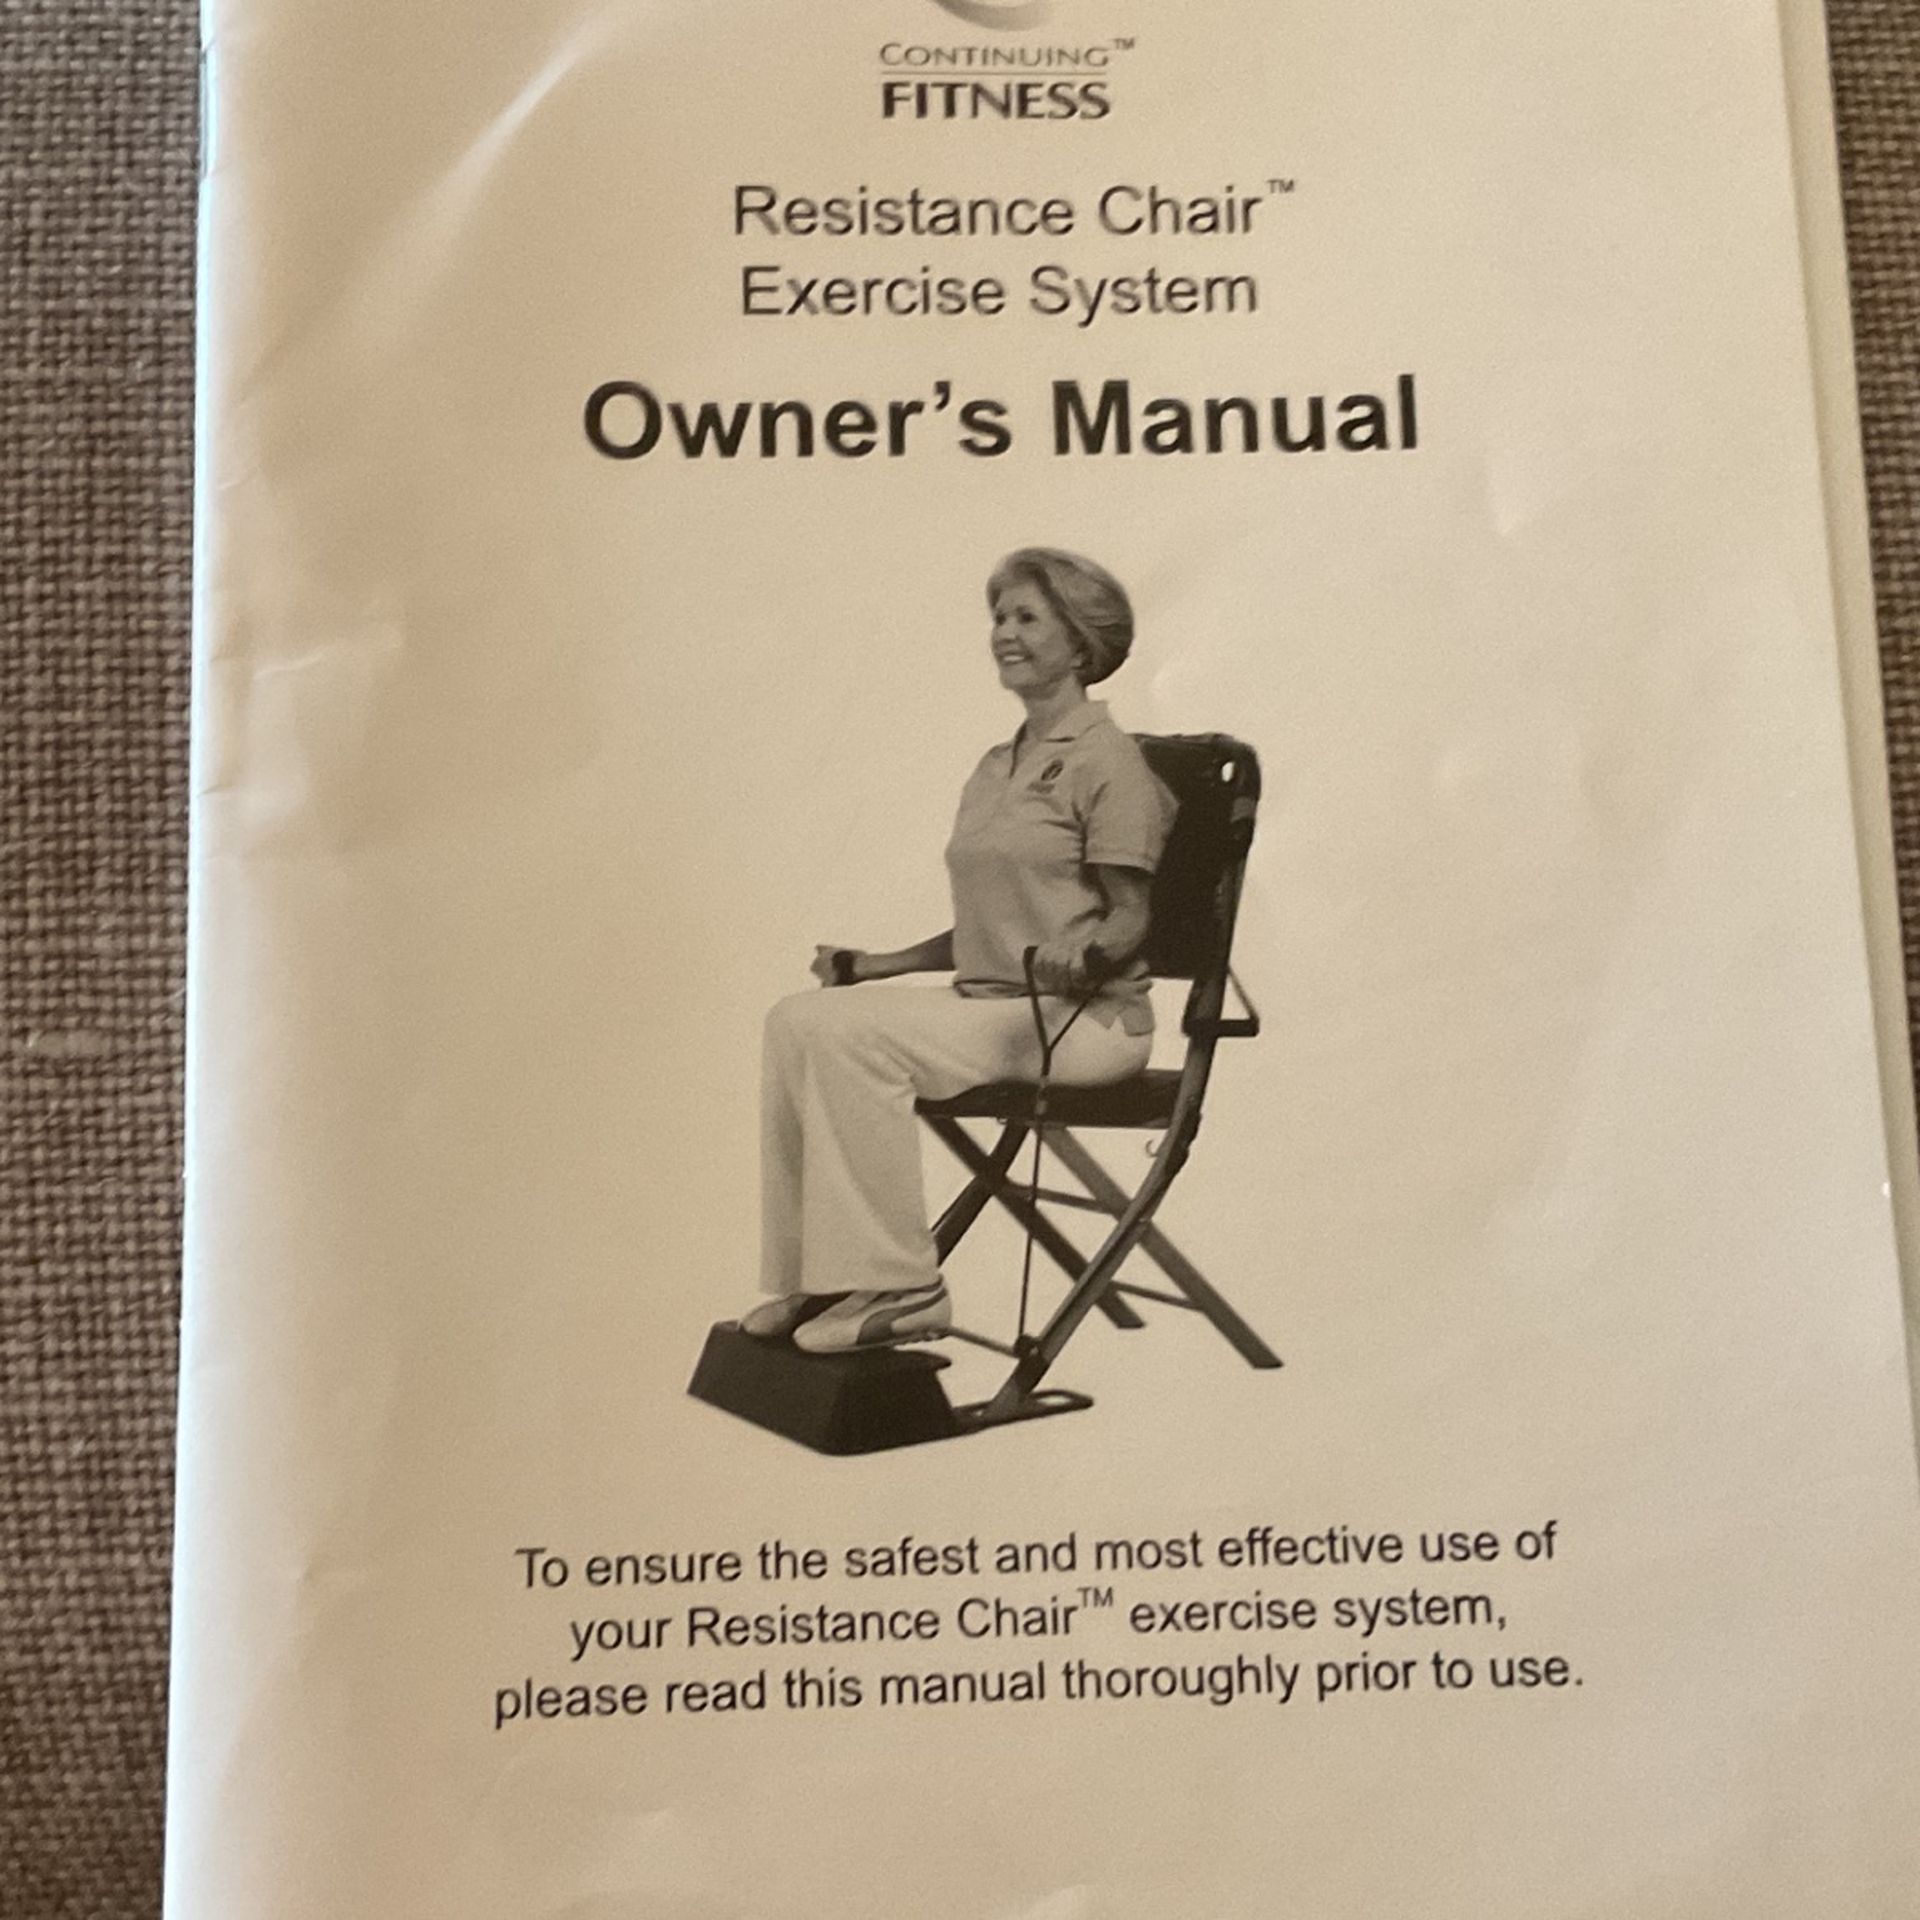 CONTINUING™
FITNESS
Resistance Chair™
Exercise System
Owner's Manual
To ensure the safest and most effective use of
your Resistance Chair™ exercise system,
please read this manual thoroughly prior to use.